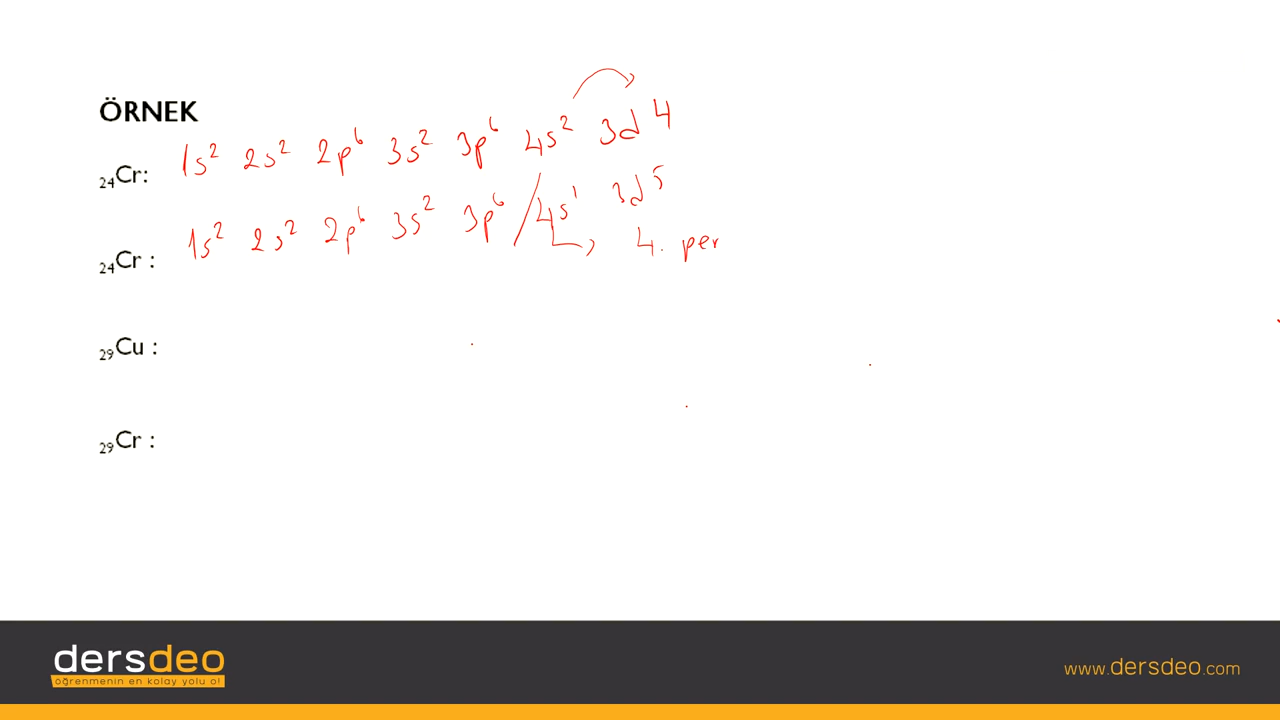 ÖRNEK
₂₄Cr: 1s² 2s² 2p⁶ 3s² 3p⁶ 4s² 3d⁴
₂₄Cr : 1s² 2s² 2p⁶ 3s² 3p⁶ / 4s¹ 3d⁵
4. per
₂₉Cu :
₂₉Cr :
dersdeo
öğrenmenin en kolay yolu o!
www.dersdeo.com